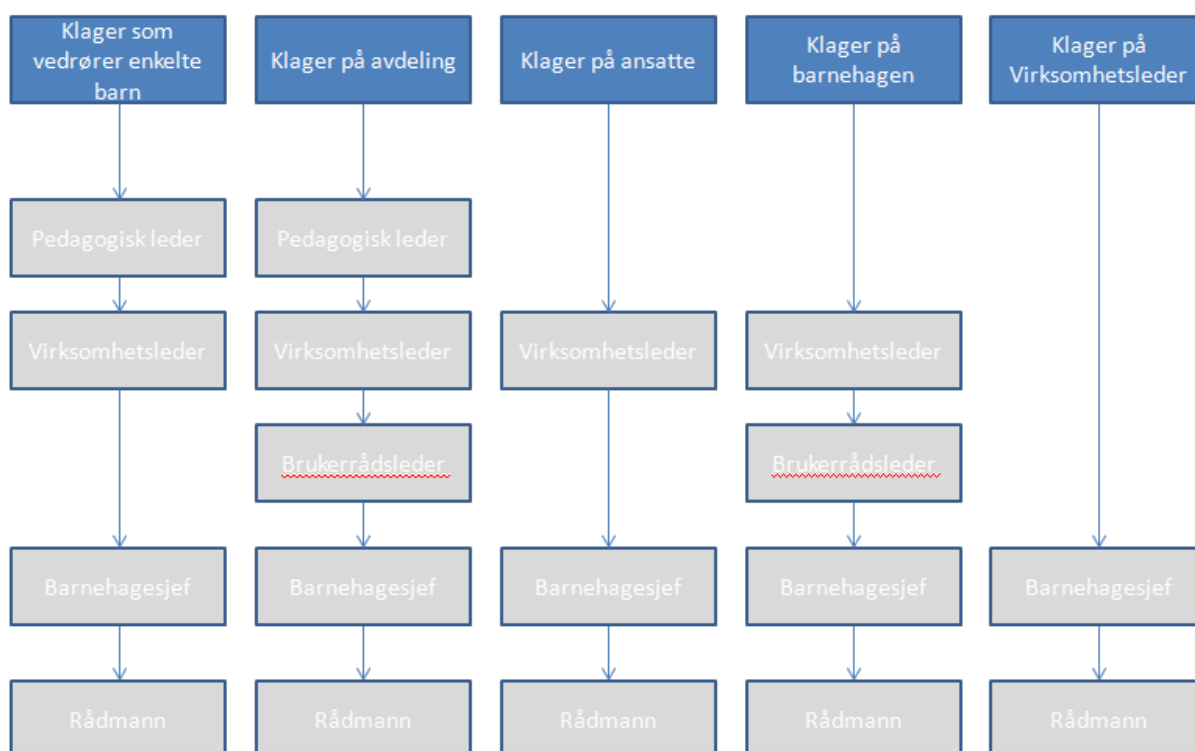 Klager som
vedrører enkelte
barn
Klager på avdeling
Klager på ansatte
Klager på
barnehagen
Klager på
Virksomhetsleder
Pedagogisk leder
Pedagogisk leder
Virksomhetsleder
Virksomhetsleder
Virksomhetsleder
Virksomhetsleder
Brukerrådsleder
Brukerrådsleder
Barnehagesjef
Barnehagesjef
Barnehagesjef
Barnehagesjef
Barnehagesjef
Rådmann
Rådmann
Rådmann
Rådmann
Rådmann